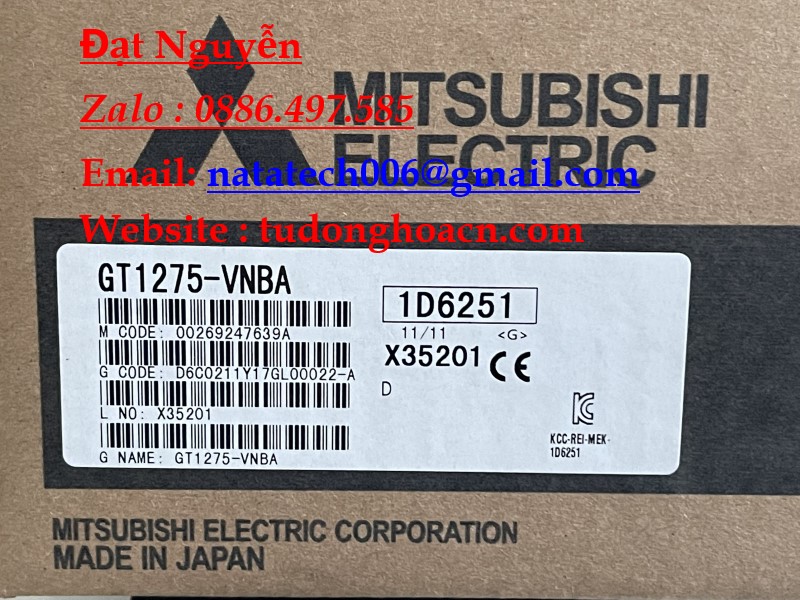 Đạt Nguyễn
Zalo : 0886.497.585
MITSUBISHI
ELECTRIC
Email: natatech006@gmail.com
Website : tudonghoacn.com
GT1275-VNBA
1D6251
M CODE: 00269247639A
11/11 <G>
X35201 CE
G CODE: D6C0211Y17GL00022-A
D
L NO: X35201
KCC-REI-MEK-
1D6251
G NAME: GT1275-VNBA
MITSUBISHI ELECTRIC CORPORATION
MADE IN JAPAN